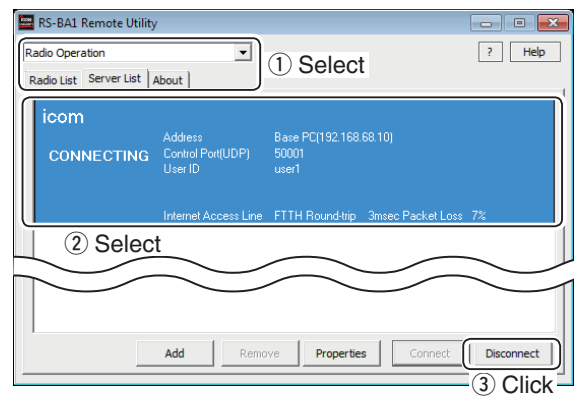 RS-BA1 Remote Utility
Radio Operation
? Help
① Select
Radio List Server List About
icom
Address Base PC(192.168.68.10)
CONNECTING Control Port(UDP) 50001
User ID user1
Internet Access Line FTTH Round-trip 3msec Packet Loss 7%
② Select
Add Remove Properties Connect Disconnect
③ Click